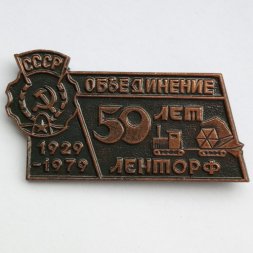 СССР
ОБЪЕДИНЕНИЕ
50 ЛЕТ
1929
-1979
ЛЕНТОРФ